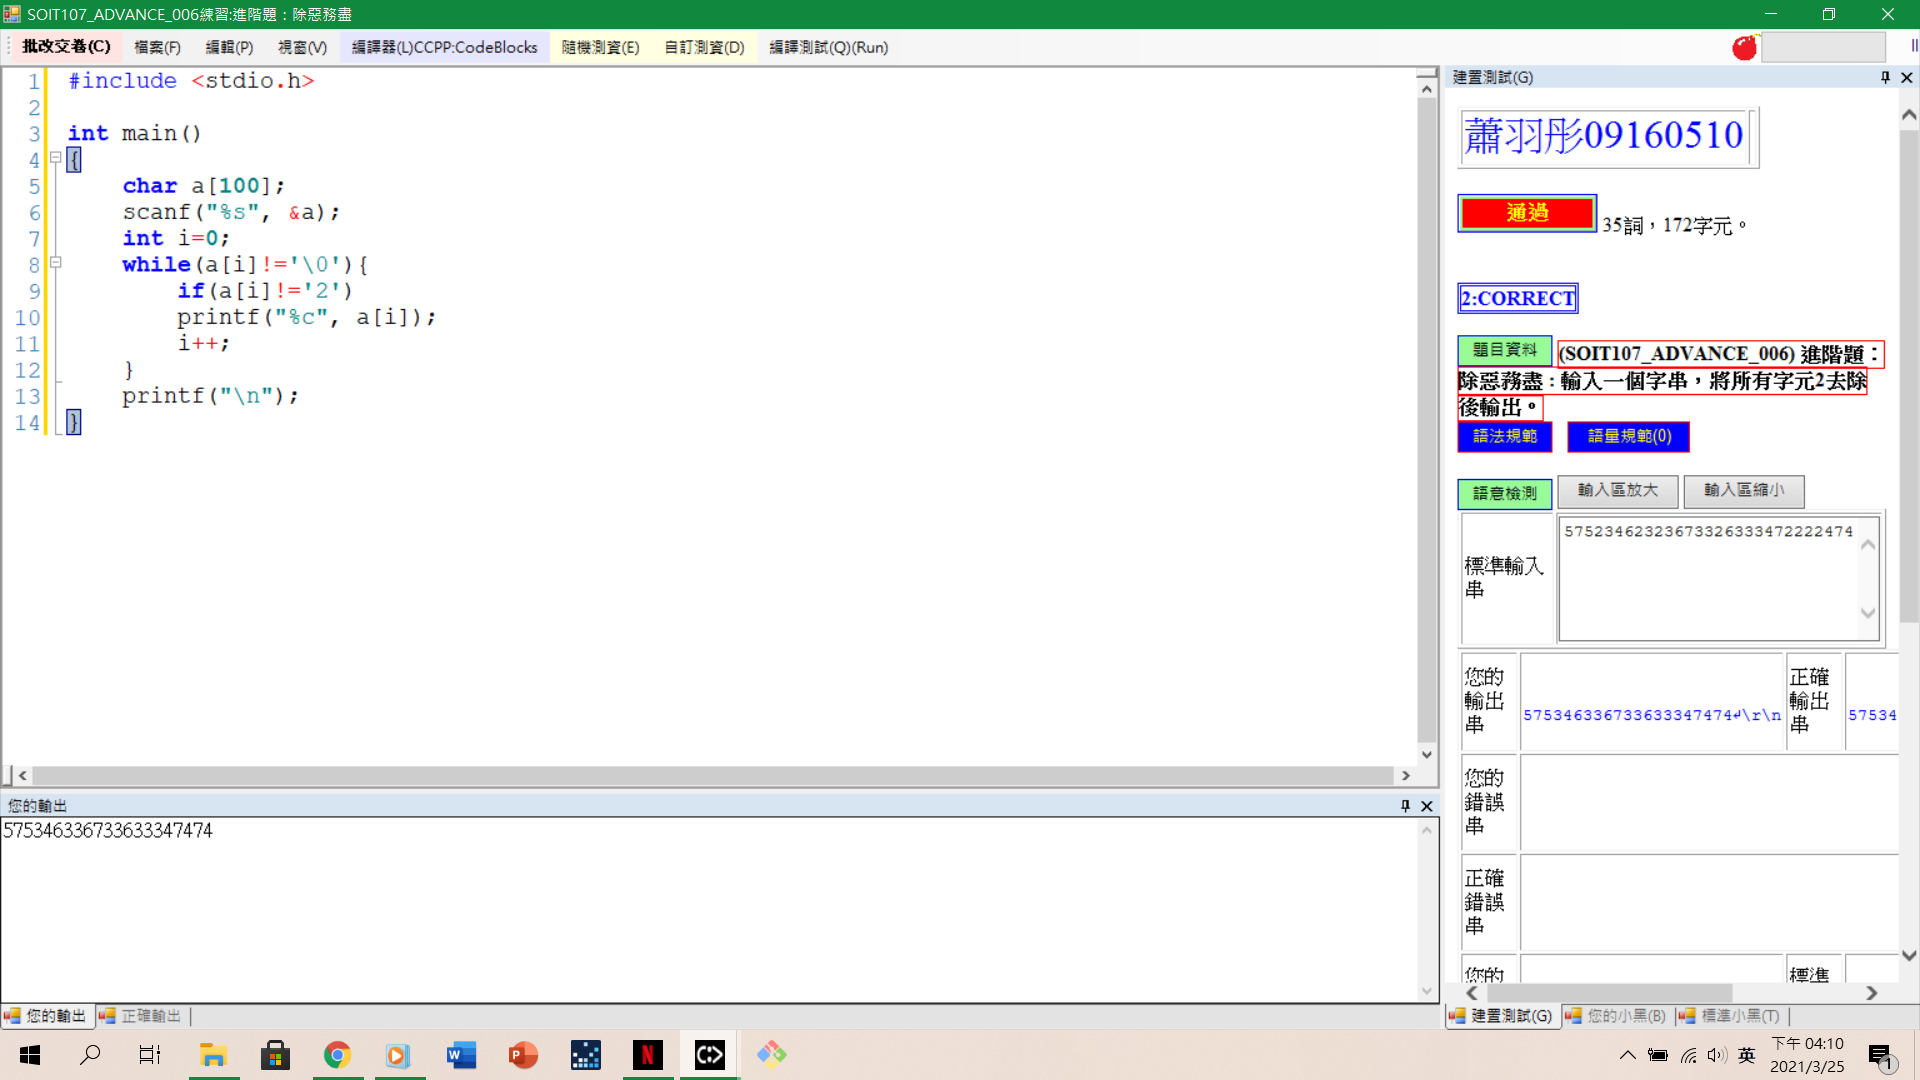 SOIT107_ADVANCE_006練習:進階題：除惡務盡
批改交卷(C) 檔案(F) 編輯(P) 視窗(V) 編譯器(L)CCPP:CodeBlocks 隨機測資(E) 自訂測資(D) 編譯測試(Q)(Run)
1 #include <stdio.h>
2
3 int main()
4 {
5 char a[100];
6 scanf("%s", &a);
7 int i=0;
8 while(a[i]!='\0'){
9 if(a[i]!='2')
10 printf("%c", a[i]);
11 i++;
12 }
13 printf("\n");
14 }
您的輸出
575346336733633347474
您的輸出 正確輸出
建置測試(G)
蕭羽彤09160510
通過 35詞，172字元。
2:CORRECT
題目資料 (SOIT107_ADVANCE_006) 進階題：
除惡務盡：輸入一個字串，將所有字元2去除
後輸出。
語法規範 語量規範(0)
語意檢測 輸入區放大 輸入區縮小
標準輸入
串
57523462323673326333472222474
您的
輸出
串
575346336733633347474↵\r\n
正確
輸出
串
57534
您的
錯誤
串
正確
錯誤
串
您的 標準
建置測試(G) 您的小黑(B) 標準小黑(T)
英
下午 04:10
2021/3/25
1